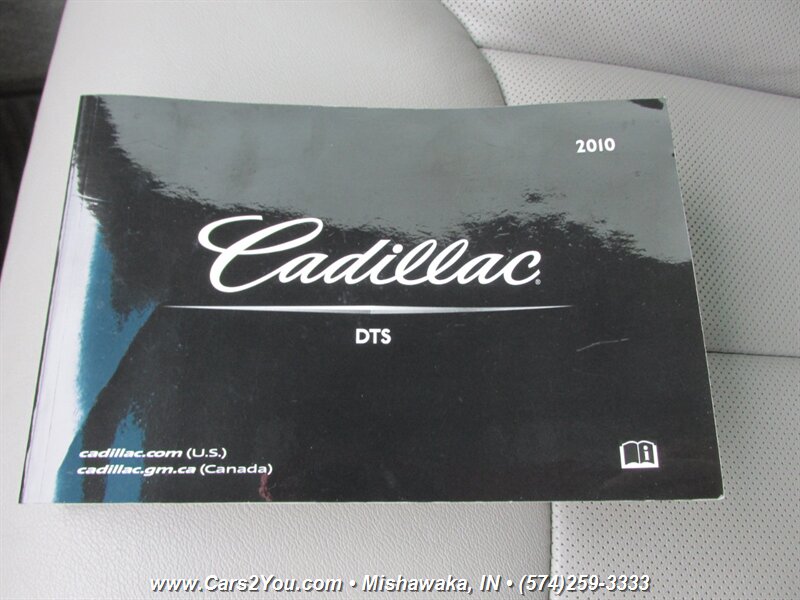 2010
Cadillac®
DTS
cadillac.com (U.S.)
cadillac.gm.ca (Canada)
i
www.Cars2You.com • Mishawaka, IN • (574)259-3333